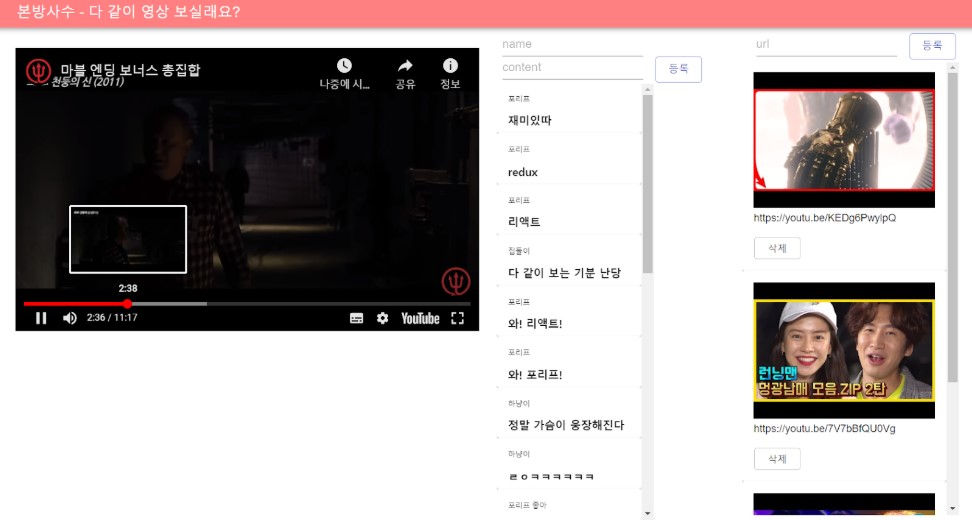 본방사수 - 다 같이 영상 보실래요?
마블 엔딩 보너스 총집합
천둥의 신 (2011)
나중에 시...
공유
정보
2:38
2:36 / 11:17
YouTube
name
content
등록
포리프
재미있따
포리프
redux
포리프
리액트
집돌이
다 같이 보는 기분 난당
포리프
와! 리액트!
포리프
와! 포리프!
하냥이
정말 가슴이 웅장해진다
하냥이
ㄹㅇㅋㅋㅋㅋㅋㅋ
포리프 좋아
url
등록
https://youtu.be/KEDg6PwylpQ
삭제
런닝맨
멍광남매 모음.ZIP 2탄
https://youtu.be/7V7bBfQU0Vg
삭제